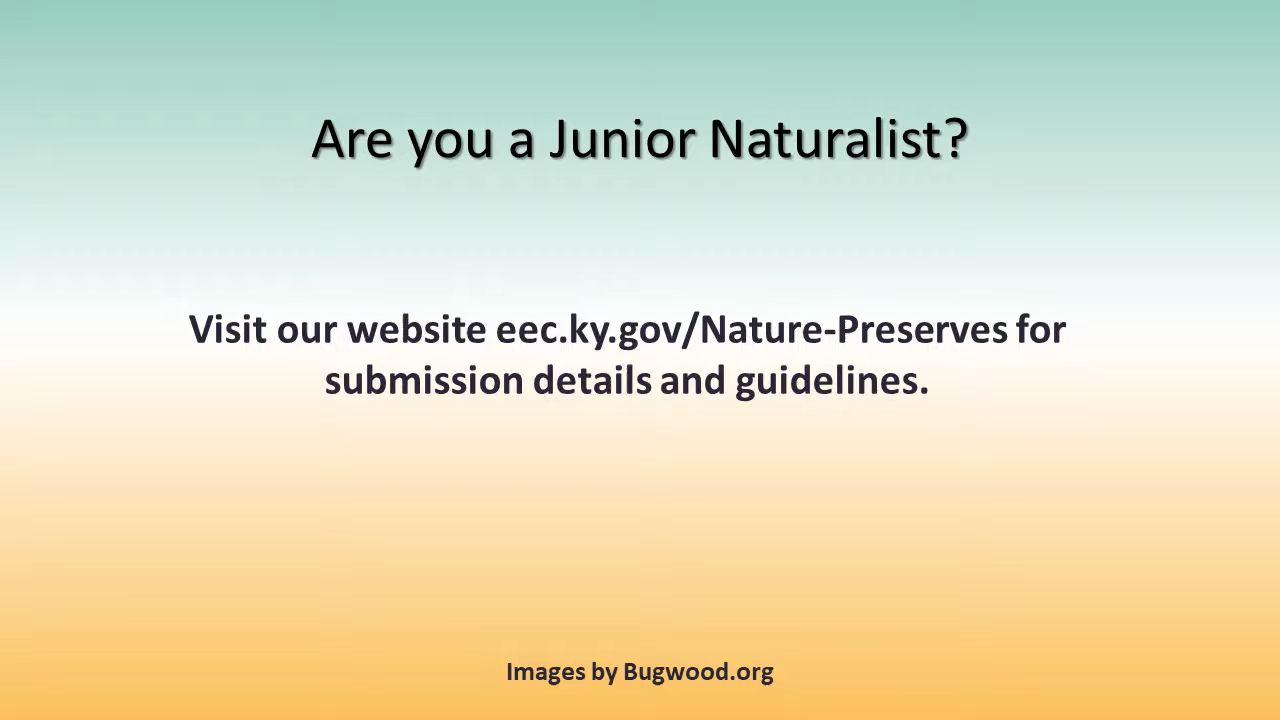 Are you a Junior Naturalist?
Visit our website eec.ky.gov/Nature-Preserves for
submission details and guidelines.
Images by Bugwood.org